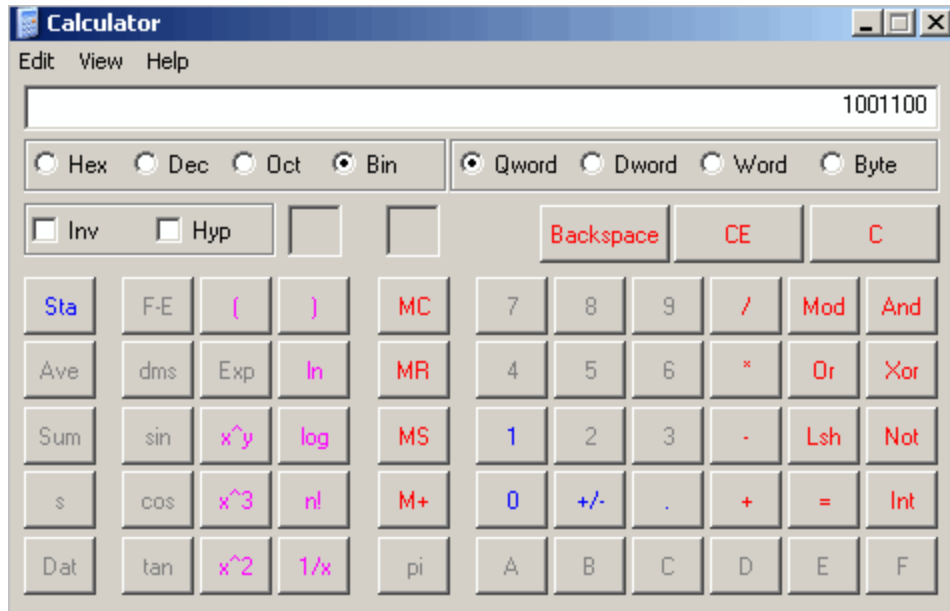 Calculator
Edit View Help
1001100
Hex Dec Oct Bin Qword Dword Word Byte
Inv Hyp Backspace CE C
Sta F-E ( ) MC 7 8 9 / Mod And
Ave dms Exp ln MR 4 5 6 * Or Xor
Sum sin x^y log MS 1 2 3 - Lsh Not
s cos x^3 n! M+ 0 +/- . + = Int
Dat tan x^2 1/x pi A B C D E F